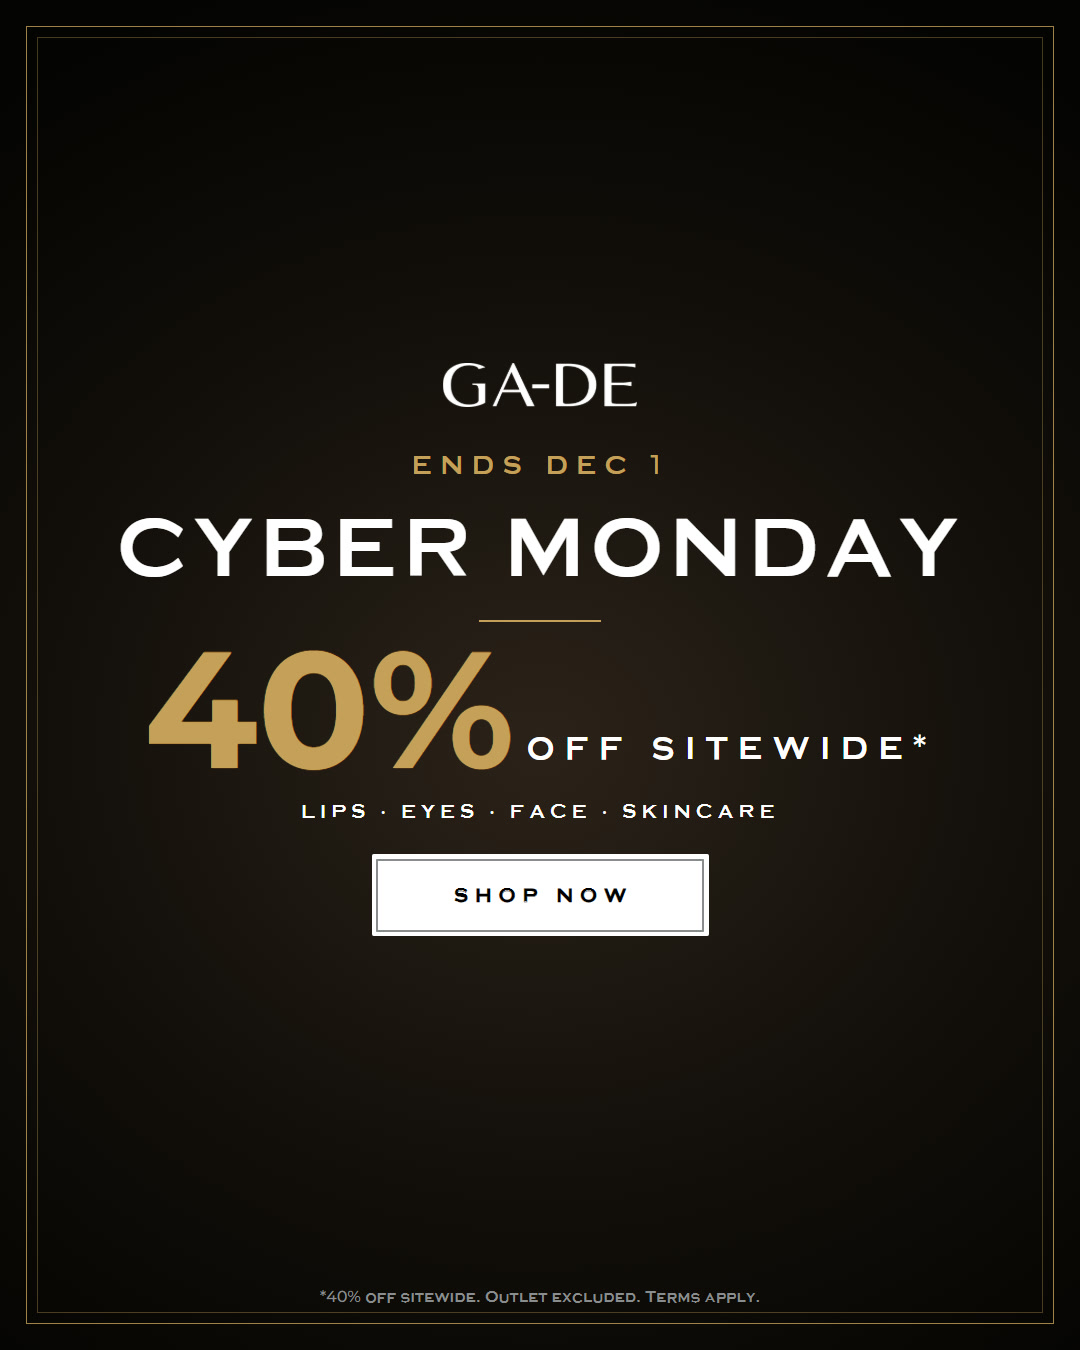 GA-DE
ENDS DEC 1
CYBER MONDAY
40% OFF SITEWIDE*
LIPS · EYES · FACE · SKINCARE
SHOP NOW
*40% OFF SITEWIDE. OUTLET EXCLUDED. TERMS APPLY.